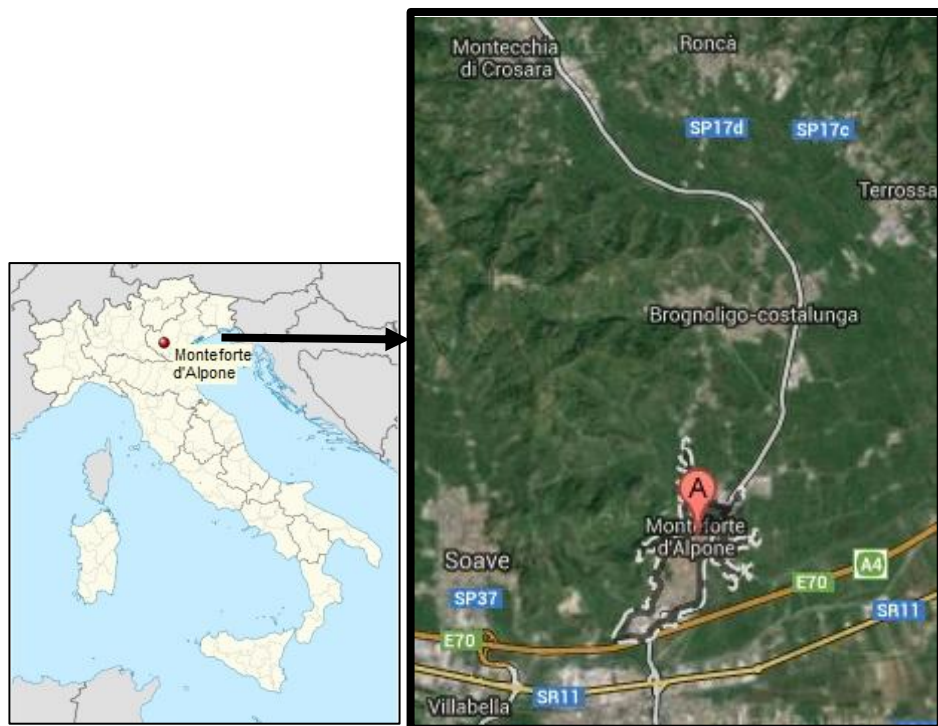 Montecchia
di Crosara
Roncà
SP17d
SP17c
Terrossa
Brognoligo-costalunga
Monteforte
d'Alpone
A
Monteforte
d'Alpone
Soave
A4
E70
SP37
SR11
E70
SR11
Villabella